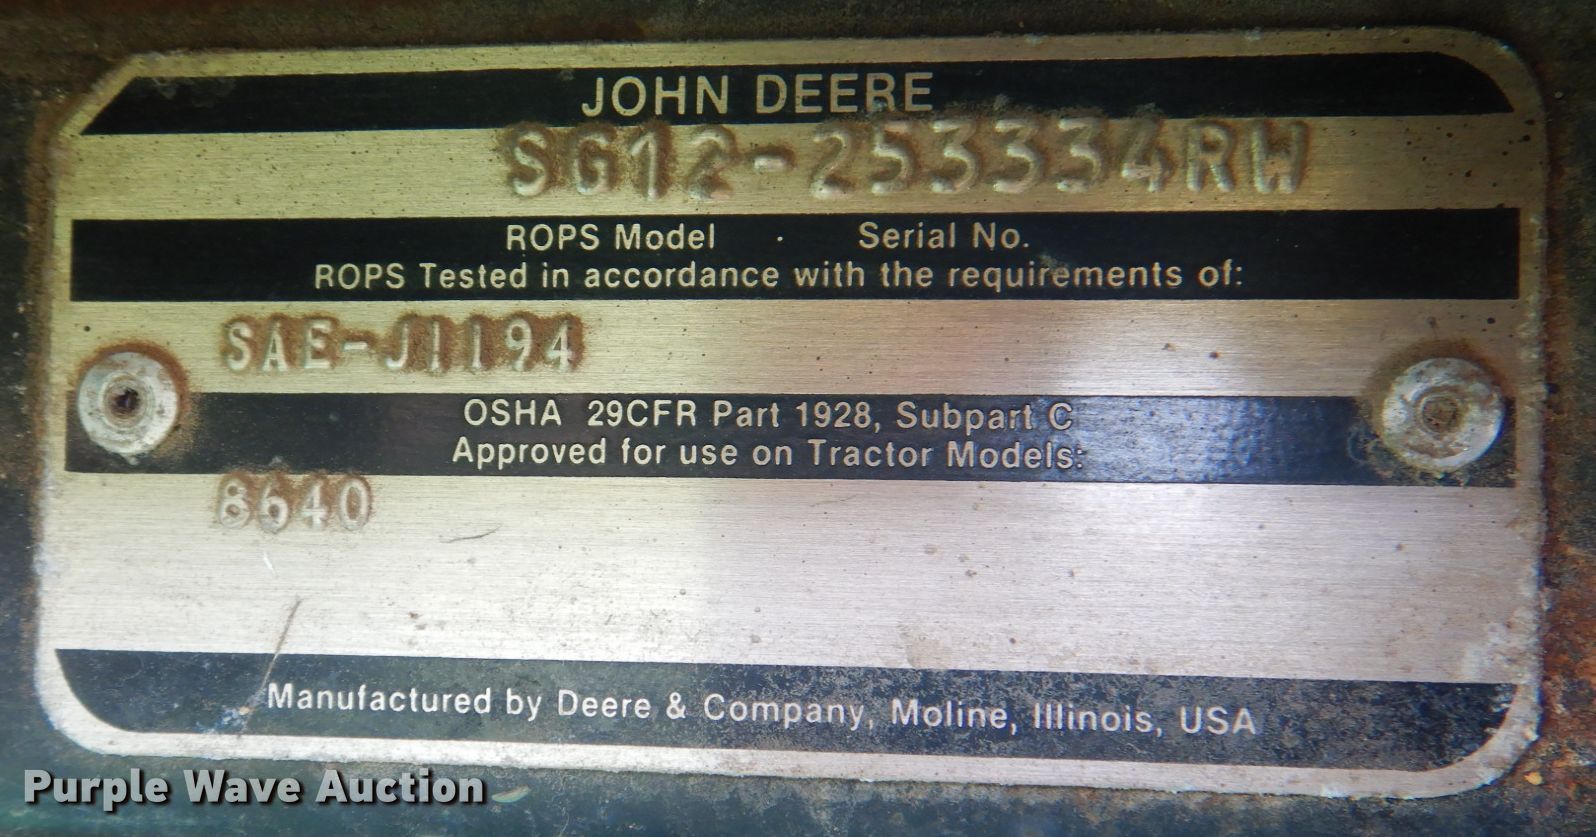 JOHN DEERE
SG12-253334RW
ROPS Model · Serial No.
ROPS Tested in accordance with the requirements of:
SAE-J1194
OSHA 29CFR Part 1928, Subpart C
Approved for use on Tractor Models:
8640
Manufactured by Deere & Company, Moline, Illinois, USA
Purple Wave Auction